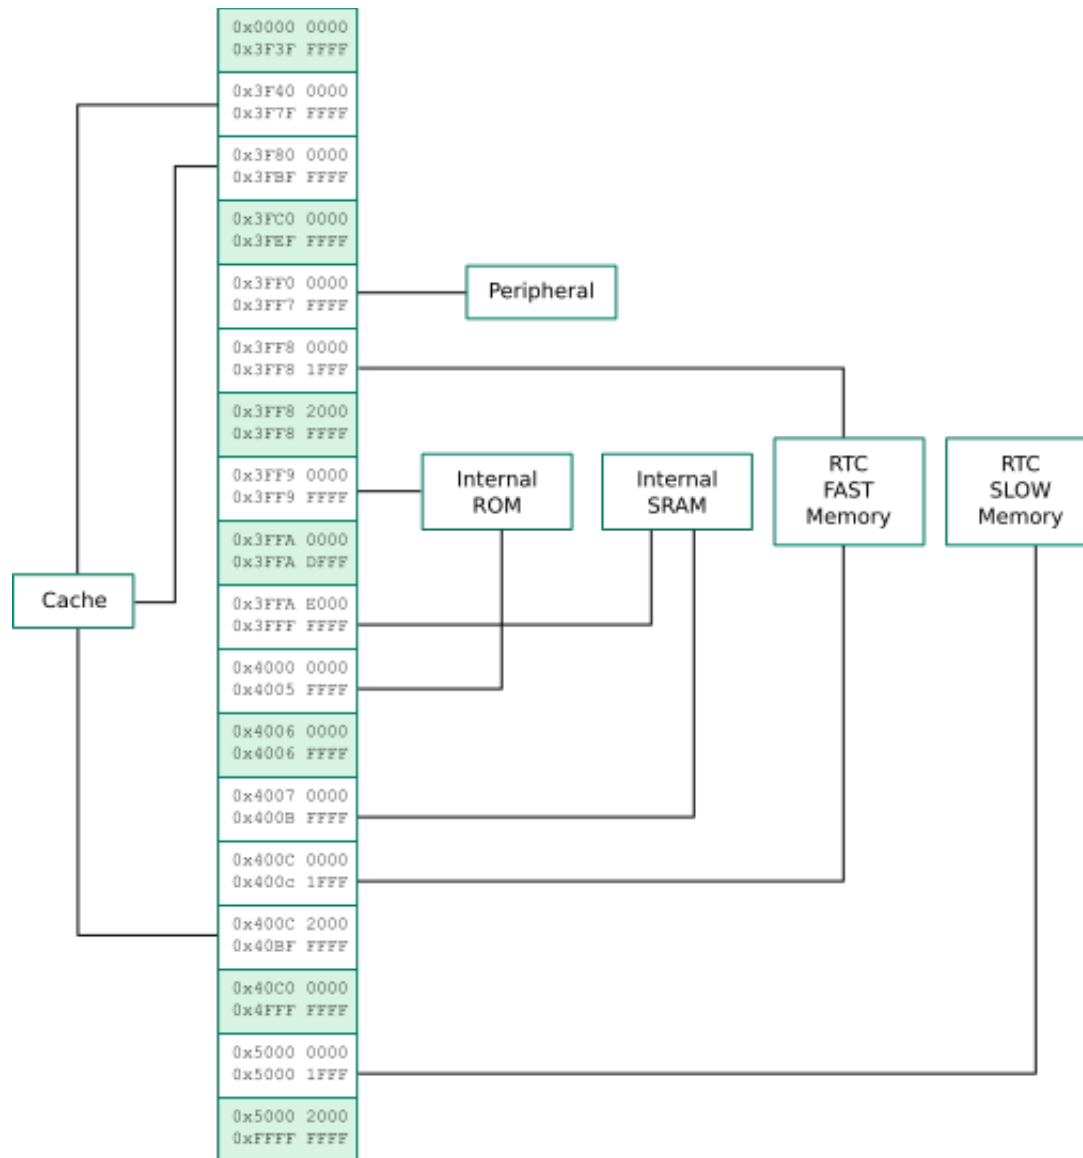 0x0000 0000
0x3F3F FFFF
0x3F40 0000
0x3F7F FFFF
0x3F80 0000
0x3FBF FFFF
0x3FC0 0000
0x3FEF FFFF
0x3FF0 0000
0x3FF7 FFFF
Peripheral
0x3FF8 0000
0x3FF8 1FFF
0x3FF8 2000
0x3FF8 FFFF
0x3FF9 0000
0x3FF9 FFFF
Internal
ROM
Internal
SRAM
RTC
FAST
Memory
RTC
SLOW
Memory
0x3FFA 0000
0x3FFA DFFF
Cache
0x3FFA E000
0x3FFF FFFF
0x4000 0000
0x4005 FFFF
0x4006 0000
0x4006 FFFF
0x4007 0000
0x400B FFFF
0x400C 0000
0x400c 1FFF
0x400C 2000
0x40BF FFFF
0x40C0 0000
0x4FFF FFFF
0x5000 0000
0x5000 1FFF
0x5000 2000
0xFFFF FFFF